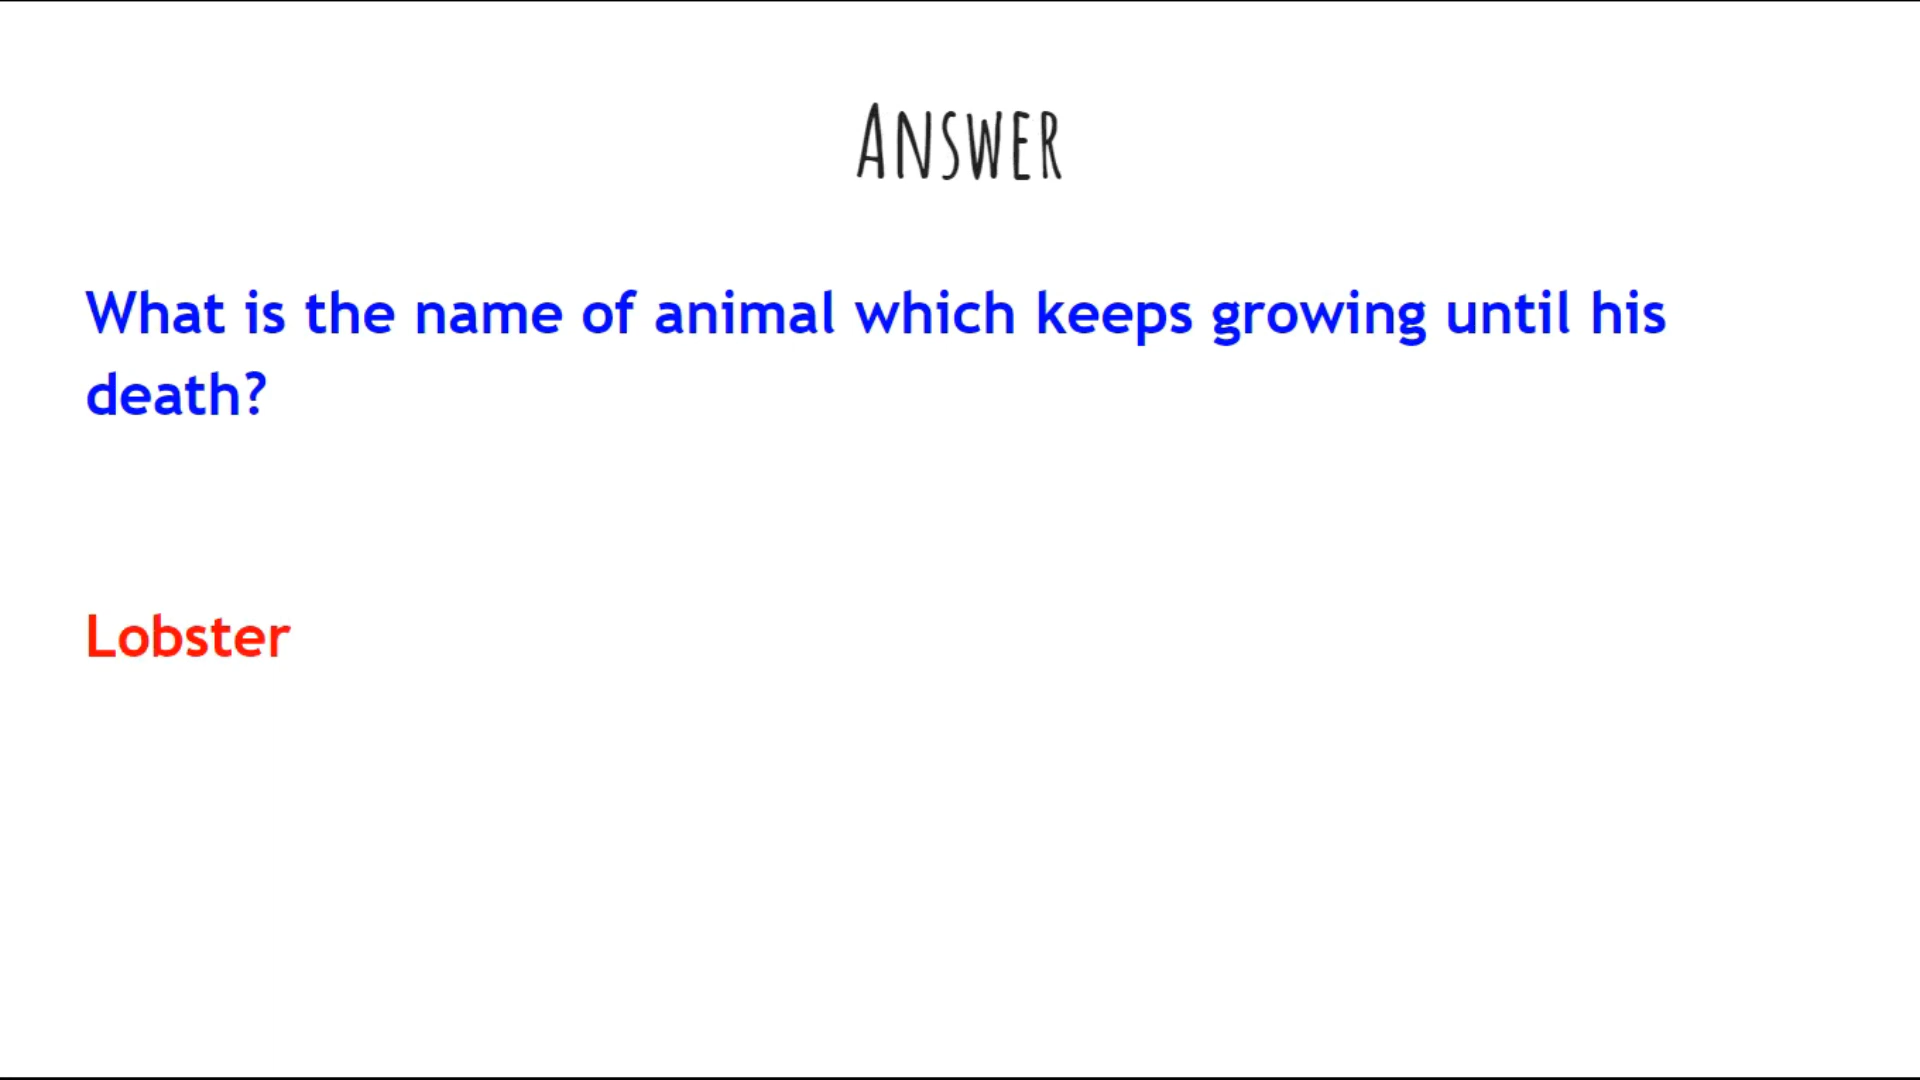 Answer
What is the name of animal which keeps growing until his
death?
Lobster